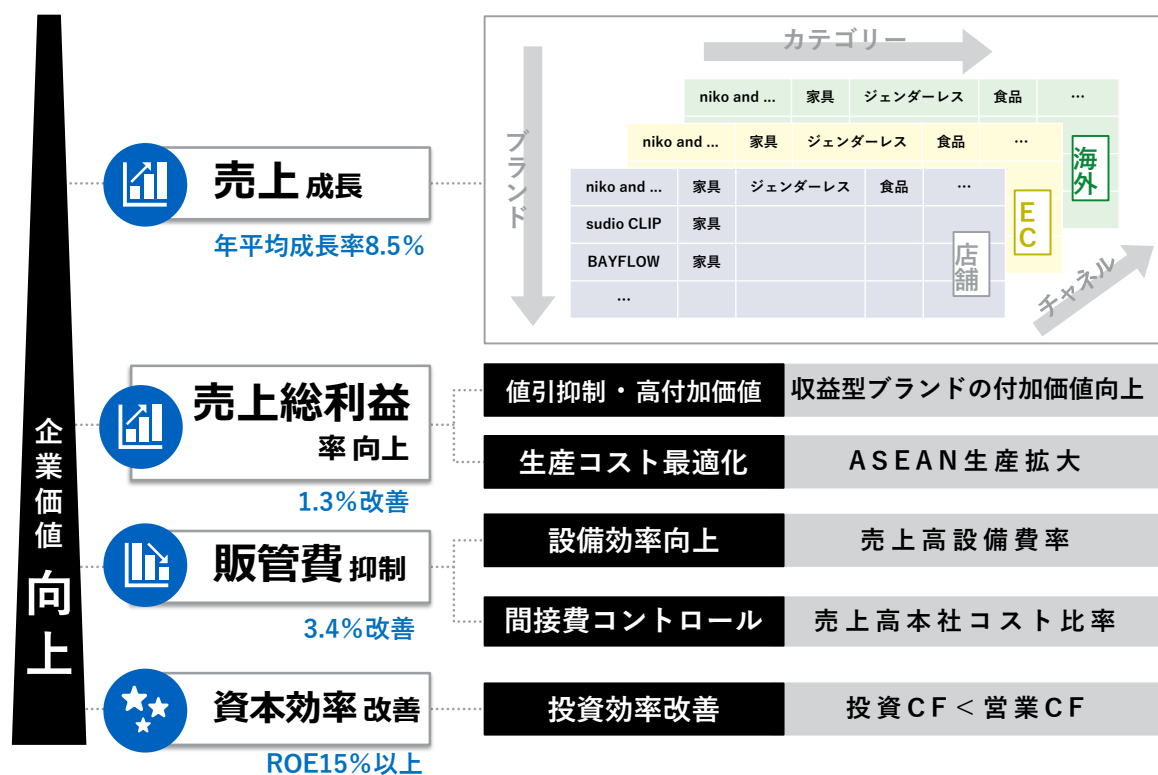 企業価値
向上
売上 成長
年平均成長率8.5%
カテゴリー
ブランド
チャネル
niko and ... 家具 ジェンダーレス 食品 …
海外
niko and ... 家具 ジェンダーレス 食品 …
EC
niko and ... 家具 ジェンダーレス 食品 …
sudio CLIP 家具
BAYFLOW 家具
…
店舗
売上総利益
率 向上
1.3%改善
値引抑制・高付加価値 収益型ブランドの付加価値向上
生産コスト最適化 ASEAN生産拡大
販管費 抑制
3.4%改善
設備効率向上 売上高設備費率
間接費コントロール 売上高本社コスト比率
資本効率 改善
ROE15%以上
投資効率改善 投資CF＜営業CF